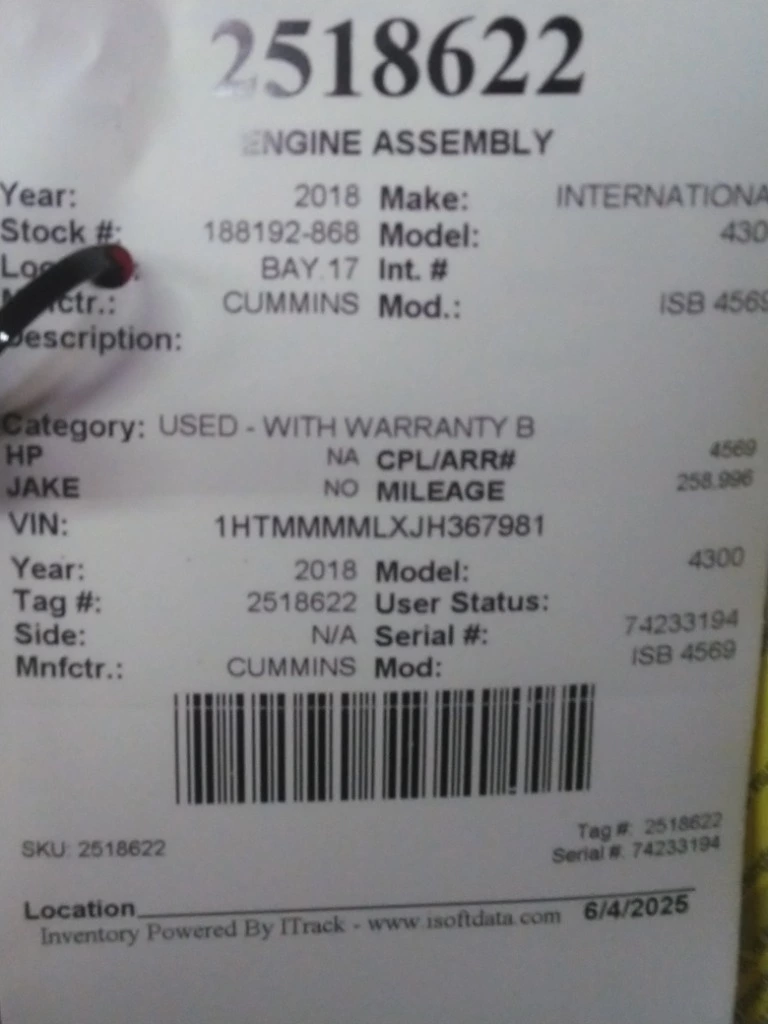 2518622
ENGINE ASSEMBLY
Year: 2018 Make: INTERNATIONA
Stock #: 188192-868 Model: 430
Loc : BAY 17 Int. #
Mnfctr.: CUMMINS Mod.: ISB 4569
Description:
Category: USED - WITH WARRANTY B
HP NA CPL/ARR# 4569
JAKE NO MILEAGE 258,996
VIN: 1HTMMMMLXJH367981
Year: 2018 Model: 4300
Tag #: 2518622 User Status:
Side: N/A Serial #: 74233194
Mnfctr.: CUMMINS Mod: ISB 4569
SKU: 2518622 Tag #: 2518622
Serial #: 74233194
Location 6/4/2025
Inventory Powered By ITrack - www.isoftdata.com